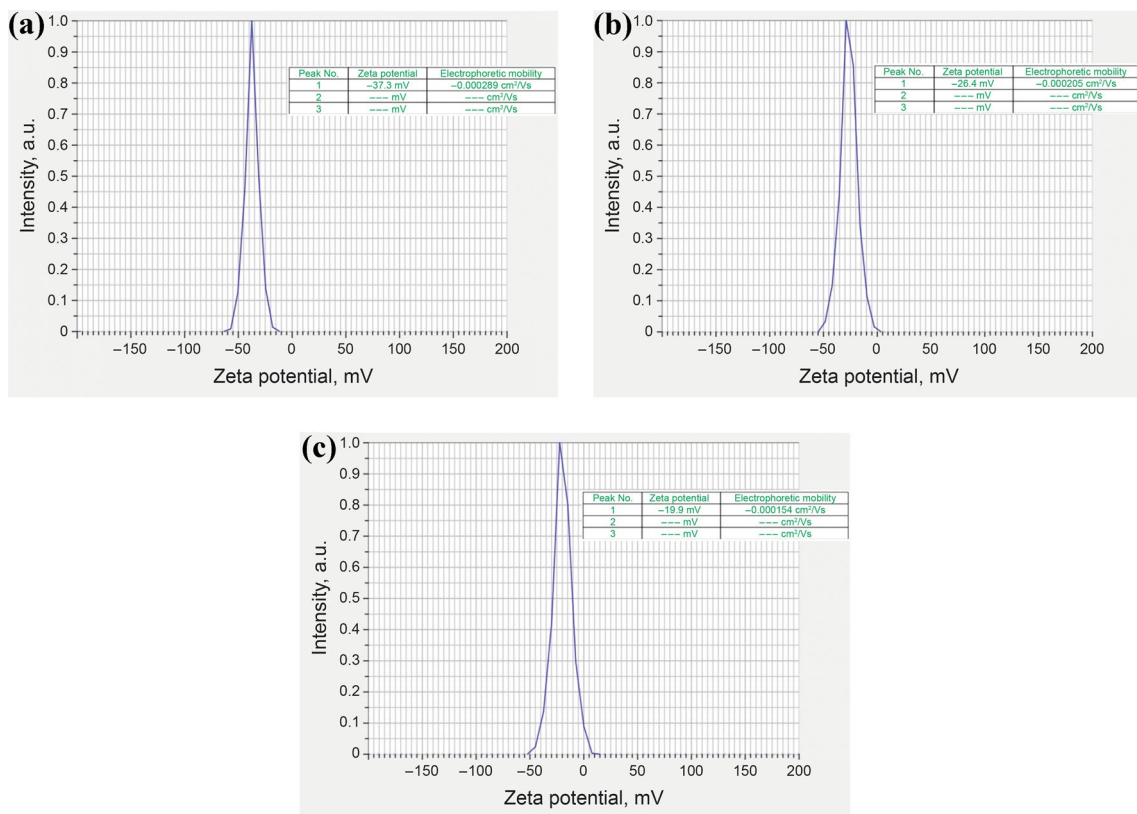 (a)
1.0
0.9
0.8
0.7
0.6
0.5
0.4
0.3
0.2
0.1
0
Intensity, a.u.
Peak No. Zeta potential Electrophoretic mobility
1 –37.3 mV –0.000289 cm²/Vs
2 ––– mV ––– cm²/Vs
3 ––– mV ––– cm²/Vs
–150 –100 –50 0 50 100 150 200
Zeta potential, mV
(b)
1.0
0.9
0.8
0.7
0.6
0.5
0.4
0.3
0.2
0.1
0
Intensity, a.u.
Peak No. Zeta potential Electrophoretic mobility
1 –26.4 mV –0.000205 cm²/Vs
2 ––– mV ––– cm²/Vs
3 ––– mV ––– cm²/Vs
–150 –100 –50 0 50 100 150 200
Zeta potential, mV
(c)
1.0
0.9
0.8
0.7
0.6
0.5
0.4
0.3
0.2
0.1
0
Intensity, a.u.
Peak No. Zeta potential Electrophoretic mobility
1 –19.9 mV –0.000154 cm²/Vs
2 ––– mV ––– cm²/Vs
3 ––– mV ––– cm²/Vs
–150 –100 –50 0 50 100 150 200
Zeta potential, mV